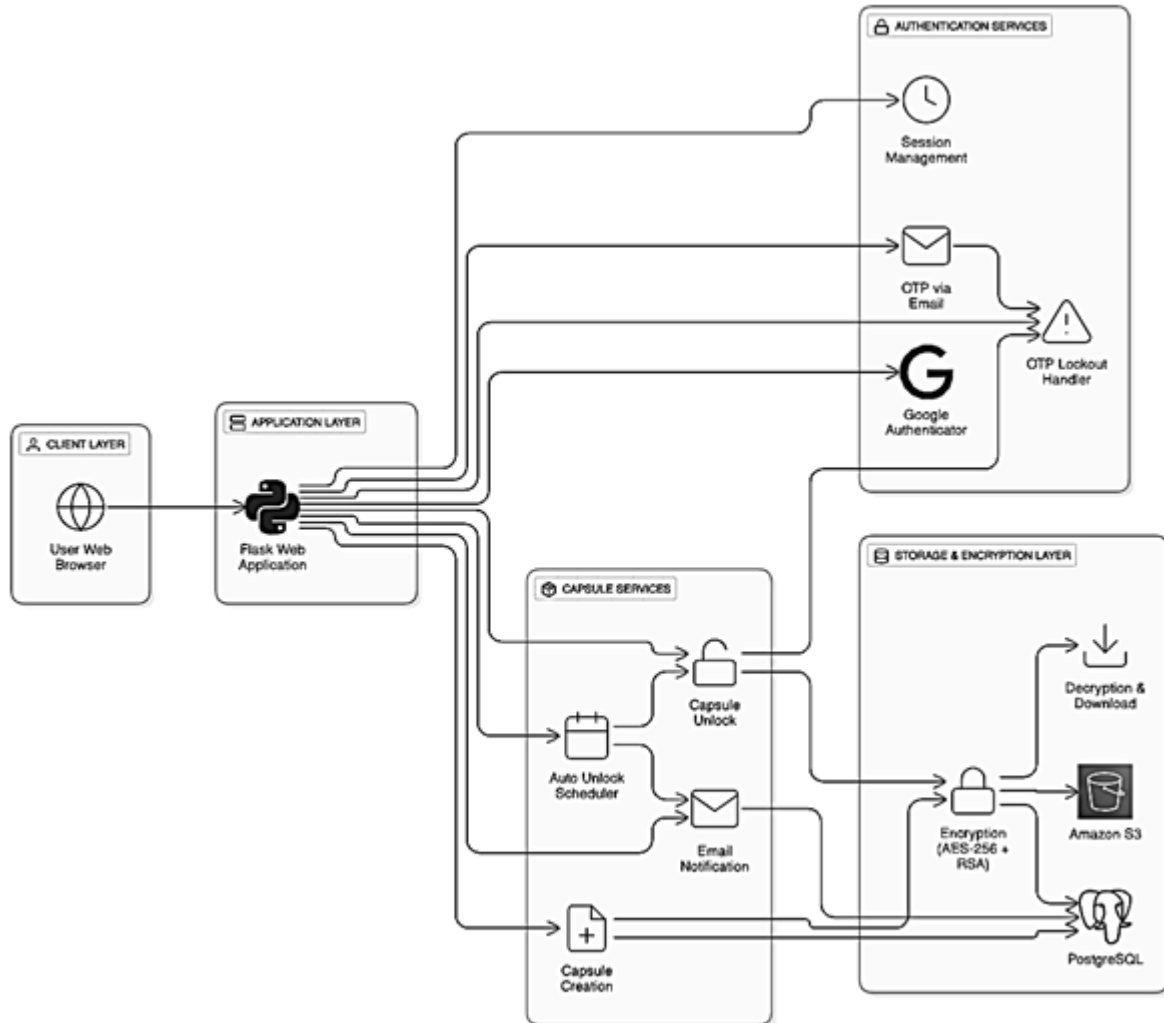 AUTHENTICATION SERVICES
Session
Management
OTP via
Email
OTP Lockout
Handler
Google
Authenticator
APPLICATION LAYER
CLIENT LAYER
User Web
Browser
Flask Web
Application
STORAGE & ENCRYPTION LAYER
CAPSULE SERVICES
Capsule
Unlock
Decryption &
Download
Auto Unlock
Scheduler
Email
Notification
Encryption
(AES-256 +
RSA)
Amazon S3
Capsule
Creation
PostgreSQL